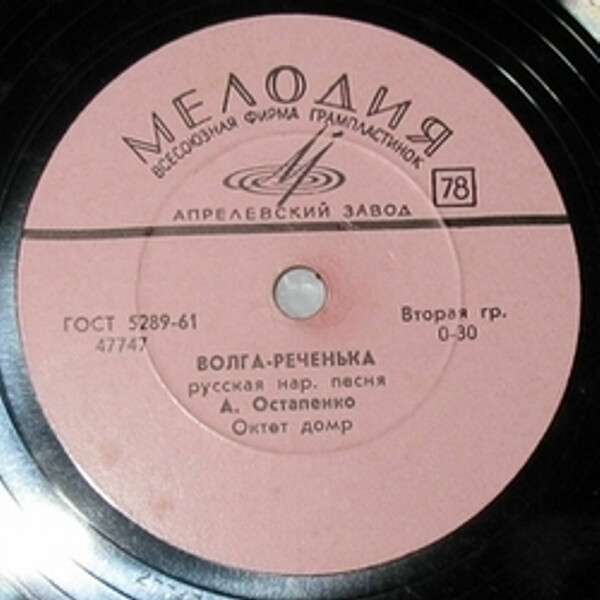 МЕЛОДИЯ
ВСЕСОЮЗНАЯ ФИРМА ГРАМПЛАСТИНОК
78
АПРЕЛЕВСКИЙ ЗАВОД
ГОСТ 5289-61
47747
Вторая гр.
0-30
ВОЛГА-РЕЧЕНЬКА
русская нар. песня
А. Остапенко
Октет домр